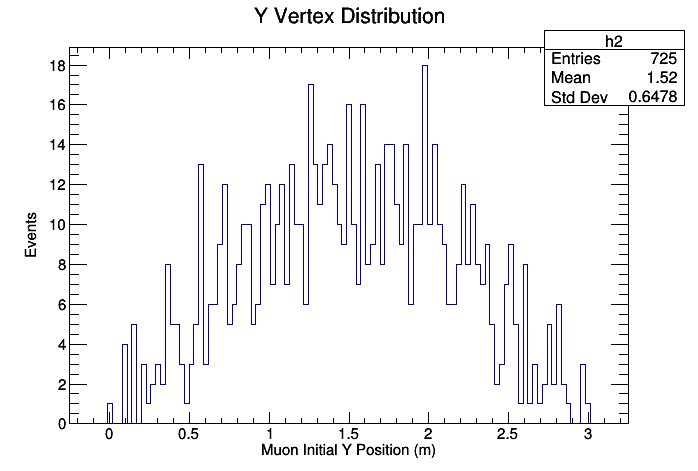 Y Vertex Distribution
h2
Entries 725
Mean 1.52
Std Dev 0.6478
18
16
14
12
10
8
6
4
2
0
Events
0 0.5 1 1.5 2 2.5 3
Muon Initial Y Position (m)